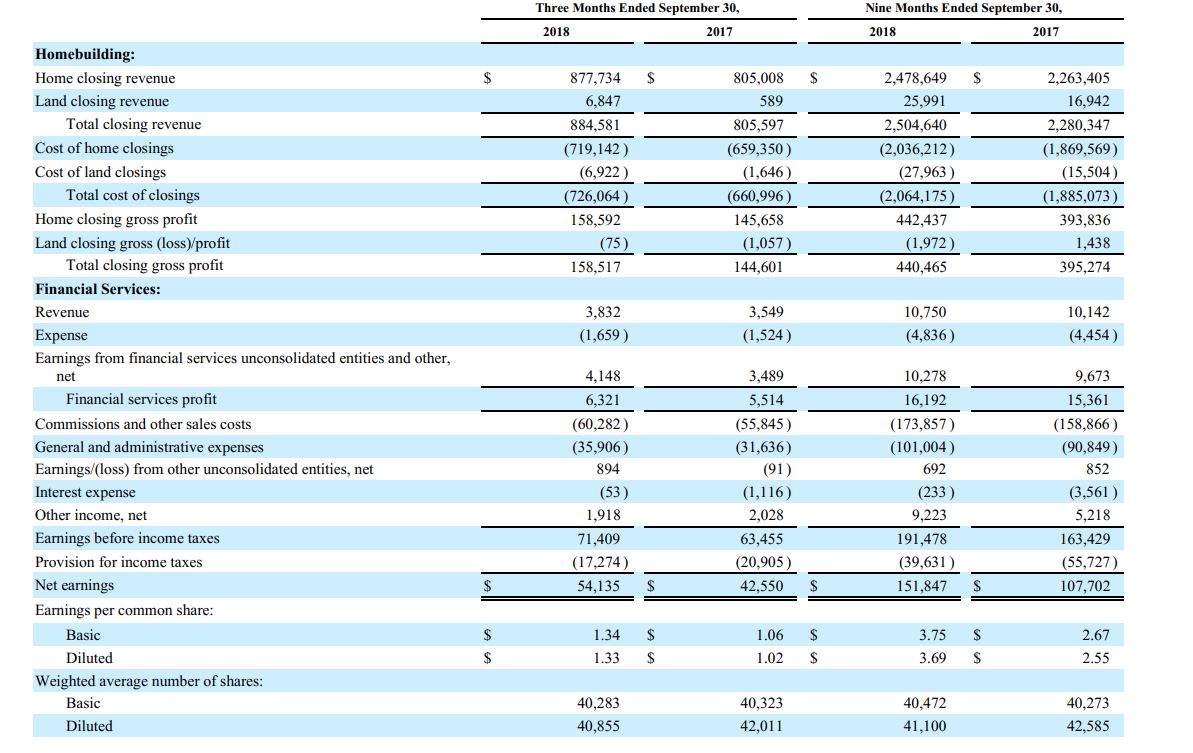 Three Months Ended September 30, Nine Months Ended September 30,
2018 2017 2018 2017
Homebuilding:
Home closing revenue $ 877,734 $ 805,008 $ 2,478,649 $ 2,263,405
Land closing revenue 6,847 589 25,991 16,942
Total closing revenue 884,581 805,597 2,504,640 2,280,347
Cost of home closings (719,142) (659,350) (2,036,212) (1,869,569)
Cost of land closings (6,922) (1,646) (27,963) (15,504)
Total cost of closings (726,064) (660,996) (2,064,175) (1,885,073)
Home closing gross profit 158,592 145,658 442,437 393,836
Land closing gross (loss)/profit (75) (1,057) (1,972) 1,438
Total closing gross profit 158,517 144,601 440,465 395,274
Financial Services:
Revenue 3,832 3,549 10,750 10,142
Expense (1,659) (1,524) (4,836) (4,454)
Earnings from financial services unconsolidated entities and other,
net 4,148 3,489 10,278 9,673
Financial services profit 6,321 5,514 16,192 15,361
Commissions and other sales costs (60,282) (55,845) (173,857) (158,866)
General and administrative expenses (35,906) (31,636) (101,004) (90,849)
Earnings/(loss) from other unconsolidated entities, net 894 (91) 692 852
Interest expense (53) (1,116) (233) (3,561)
Other income, net 1,918 2,028 9,223 5,218
Earnings before income taxes 71,409 63,455 191,478 163,429
Provision for income taxes (17,274) (20,905) (39,631) (55,727)
Net earnings $ 54,135 $ 42,550 $ 151,847 $ 107,702
Earnings per common share:
Basic $ 1.34 $ 1.06 $ 3.75 $ 2.67
Diluted $ 1.33 $ 1.02 $ 3.69 $ 2.55
Weighted average number of shares:
Basic 40,283 40,323 40,472 40,273
Diluted 40,855 42,011 41,100 42,585